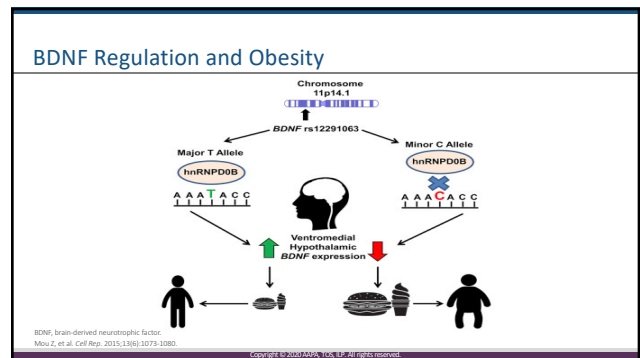 BDNF Regulation and Obesity
Chromosome
11p14.1
BDNF rs12291063
Major T Allele
hnRNPD0B
A A A T A C C
Minor C Allele
hnRNPD0B
A A A C A C C
Ventromedial
Hypothalamic
BDNF expression
BDNF, brain-derived neurotrophic factor.
Mou Z, et al. Cell Rep. 2015;13(6):1073-1080.
Copyright © 2020 AAPA, TOS, ILP. All rights reserved.